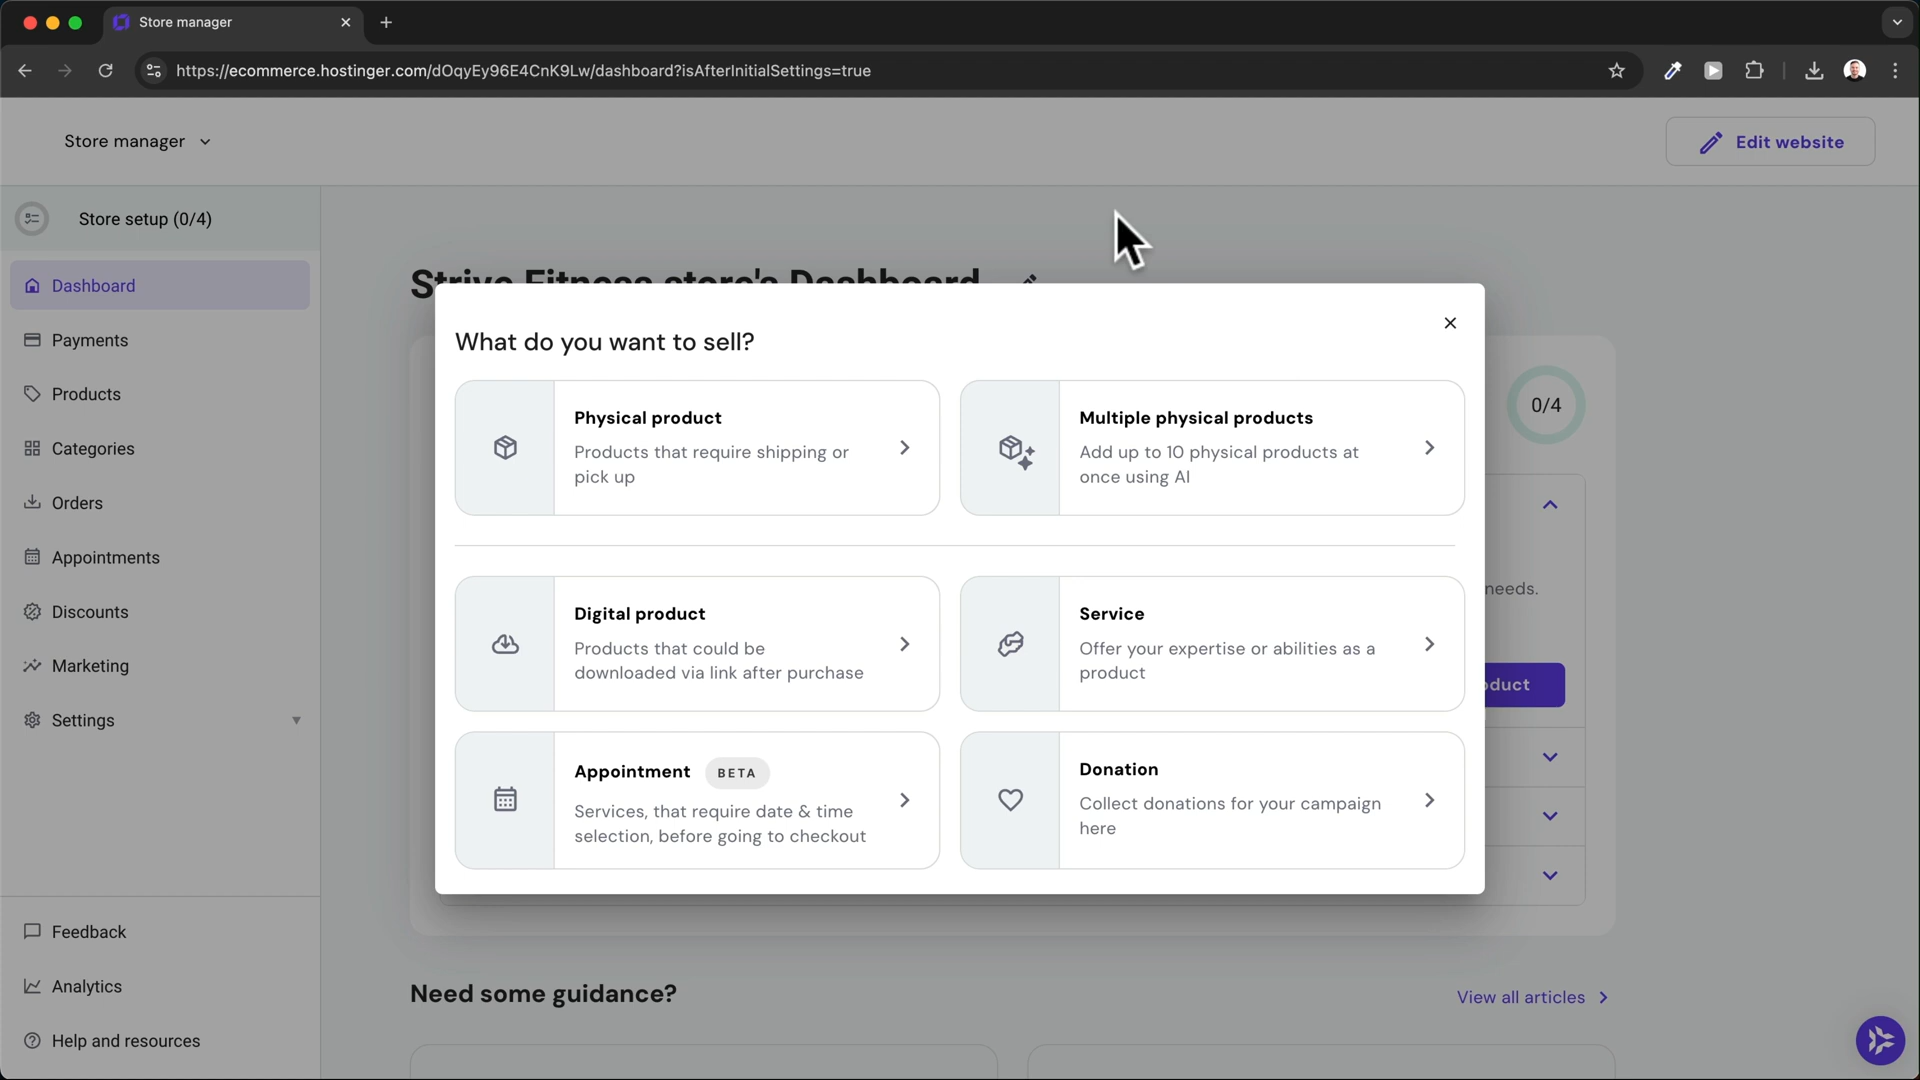 Store manager
https://ecommerce.hostinger.com/dOqyEy96E4CnK9Lw/dashboard?isAfterInitialSettings=true
Store manager
Edit website
Store setup (0/4)
Dashboard
Payments
Products
Categories
Orders
Appointments
Discounts
Marketing
Settings
Feedback
Analytics
Help and resources
Strive Fitness store's Dashboard
0/4
needs.
oduct
What do you want to sell?
Physical product
Products that require shipping or
pick up
Multiple physical products
Add up to 10 physical products at
once using AI
Digital product
Products that could be
downloaded via link after purchase
Service
Offer your expertise or abilities as a
product
Appointment BETA
Services, that require date & time
selection, before going to checkout
Donation
Collect donations for your campaign
here
Need some guidance?
View all articles